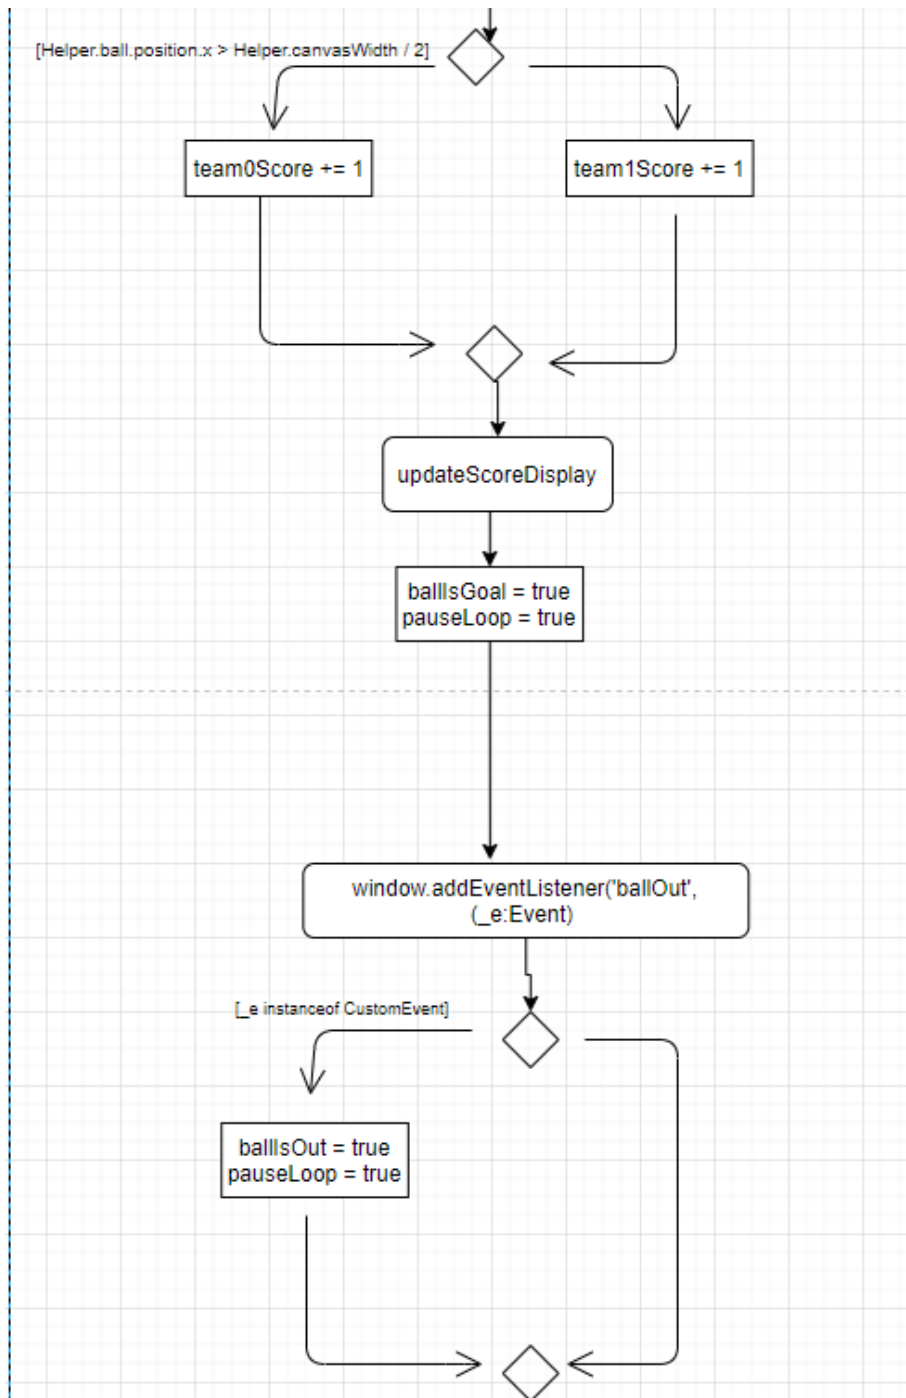 [Helper.ball.position.x > Helper.canvasWidth / 2]
team0Score += 1
team1Score += 1
updateScoreDisplay
ballIsGoal = true
pauseLoop = true
window.addEventListener('ballOut',
(_e:Event)
[_e instanceof CustomEvent]
ballIsOut = true
pauseLoop = true